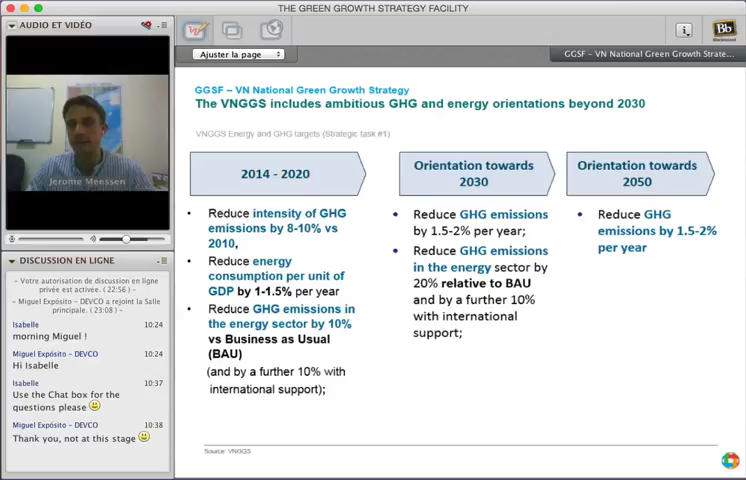 THE GREEN GROWTH STRATEGY FACILITY
AUDIO ET VIDÉO
Jerome Meessen
DISCUSSION EN LIGNE
– Votre autorisation de discussion en ligne
privée est activée. ( 22:56 ) –
– Miguel Expósito – DEVCO a rejoint la Salle
principale. ( 23:08 ) –
Isabelle 10:24
morning Miguel !
Miguel Expósito – DEVCO 10:24
Hi Isabelle
Isabelle 10:37
Use the Chat box for the
questions please
Miguel Expósito – DEVCO 10:38
Thank you, not at this stage
Ajuster la page
i
Bb
GGSF – VN National Green Growth Strate...
GGSF – VN National Green Growth Strategy
The VNGGS includes ambitious GHG and energy orientations beyond 2030
VNGGS Energy and GHG targets (Strategic task #1)
2014 - 2020
• Reduce intensity of GHG
emissions by 8-10% vs
2010,
• Reduce energy
consumption per unit of
GDP by 1-1.5% per year
• Reduce GHG emissions in
the energy sector by 10%
vs Business as Usual
(BAU)
(and by a further 10% with
international support);
Orientation towards
2030
• Reduce GHG emissions
by 1.5-2% per year;
• Reduce GHG emissions
in the energy sector by
20% relative to BAU
and by a further 10%
with international
support;
Orientation towards
2050
• Reduce GHG
emissions by 1.5-2%
per year
Source: VNGGS